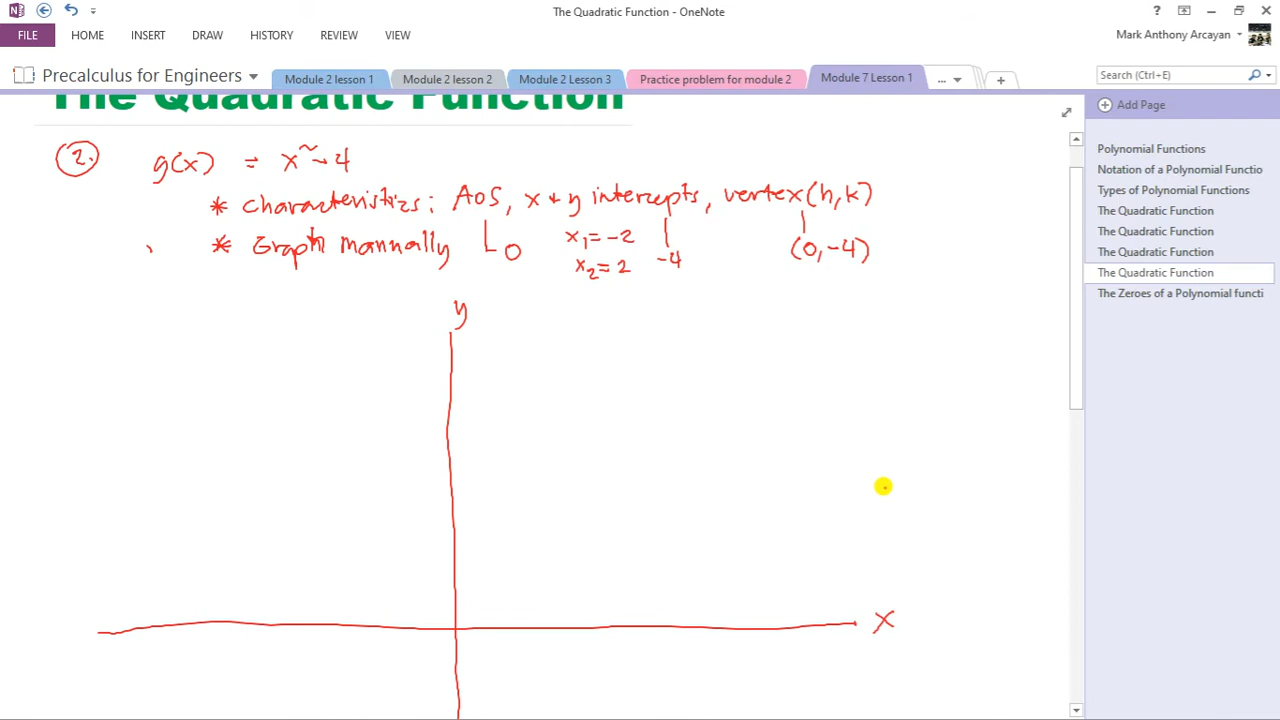 The Quadratic Function - OneNote
FILE HOME INSERT DRAW HISTORY REVIEW VIEW
Mark Anthony Arcayan
Precalculus for Engineers
Module 2 lesson 1
Module 2 lesson 2
Module 2 Lesson 3
Practice problem for module 2
Module 7 Lesson 1
...
Search (Ctrl+E)
The Quadratic Function
2. g(x) = x² - 4
* characteristics: AoS, x & y intercepts, vertex (h, k)
* Graph manually
0
x₁ = -2
x₂ = 2
-4
(0, -4)
y
x
Add Page
Polynomial Functions
Notation of a Polynomial Functio
Types of Polynomial Functions
The Quadratic Function
The Quadratic Function
The Quadratic Function
The Quadratic Function
The Zeroes of a Polynomial functi